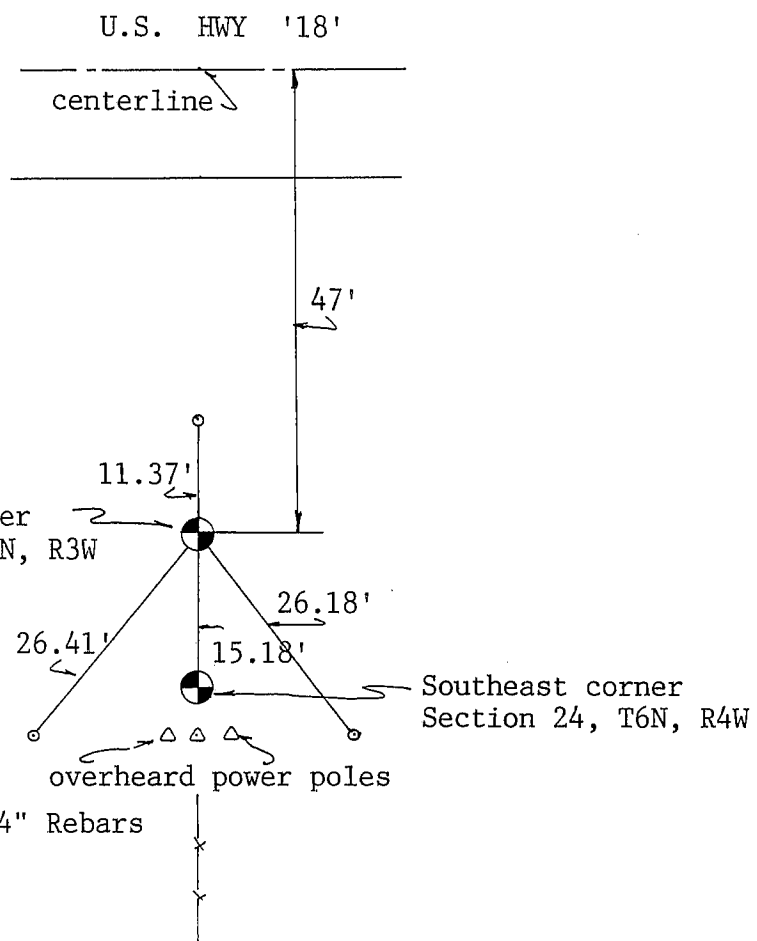 U.S. HWY '18'
centerline
47'
11.37'
er
N, R3W
26.18'
26.41'
15.18'
Southeast corner
Section 24, T6N, R4W
overheard power poles
4" Rebars